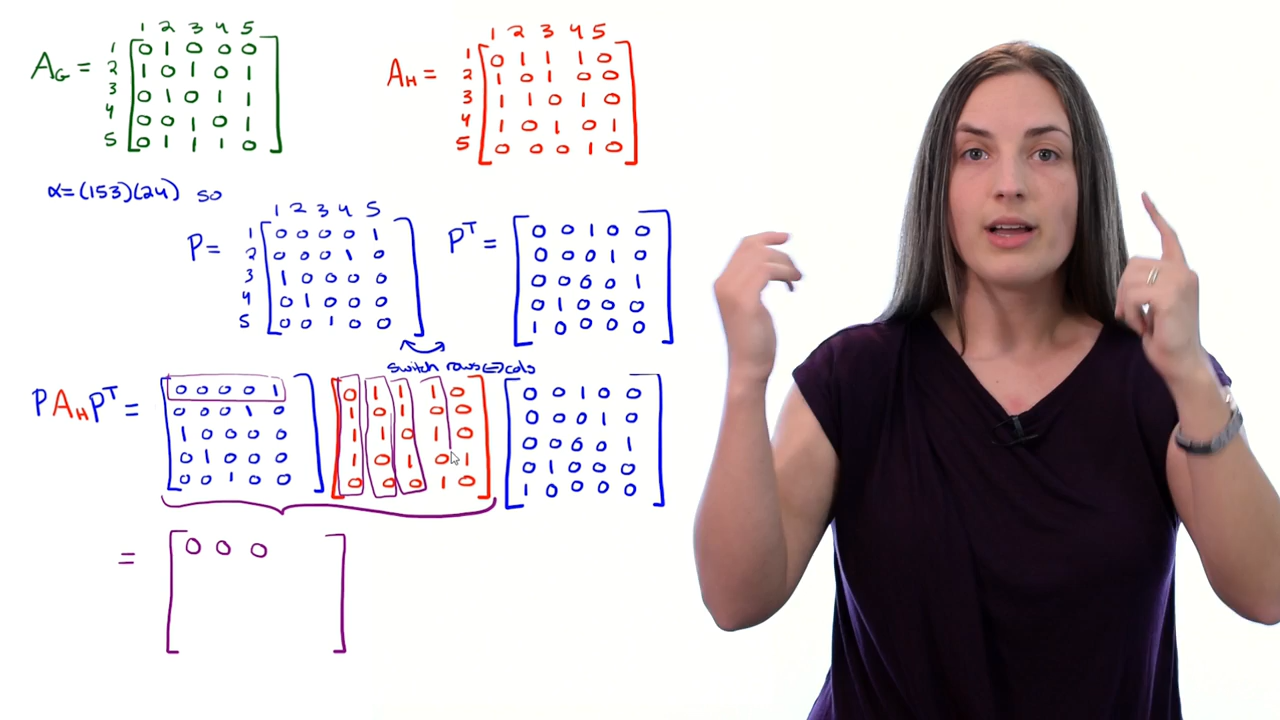 1 2 3 4 5
A_G = 1 [0 1 0 0 0]
2 [1 0 1 0 1]
3 [0 1 0 1 1]
4 [0 0 1 0 1]
5 [0 1 1 1 0]
1 2 3 4 5
A_H = 1 [0 1 1 1 0]
2 [1 0 1 0 0]
3 [1 1 0 1 0]
4 [1 0 1 0 1]
5 [0 0 0 1 0]
α=(153)(24) so
1 2 3 4 5
P= 1 [0 0 0 0 1]
2 [0 0 0 1 0]
3 [1 0 0 0 0]
4 [0 1 0 0 0]
5 [0 0 1 0 0]
P^T = [0 0 1 0 0]
[0 0 0 1 0]
[0 0 0 0 1]
[0 1 0 0 0]
[1 0 0 0 0]
switch rows⇔cols
P A_H P^T = [0 0 0 0 1] [0 1 1 1 0] [0 0 1 0 0]
[0 0 0 1 0] [1 0 1 0 0] [0 0 0 1 0]
[1 0 0 0 0] [1 1 0 1 0] [0 0 0 0 1]
[0 1 0 0 0] [1 0 1 0 1] [0 1 0 0 0]
[0 0 1 0 0] [0 0 0 1 0] [1 0 0 0 0]
= [0 0 0 ]